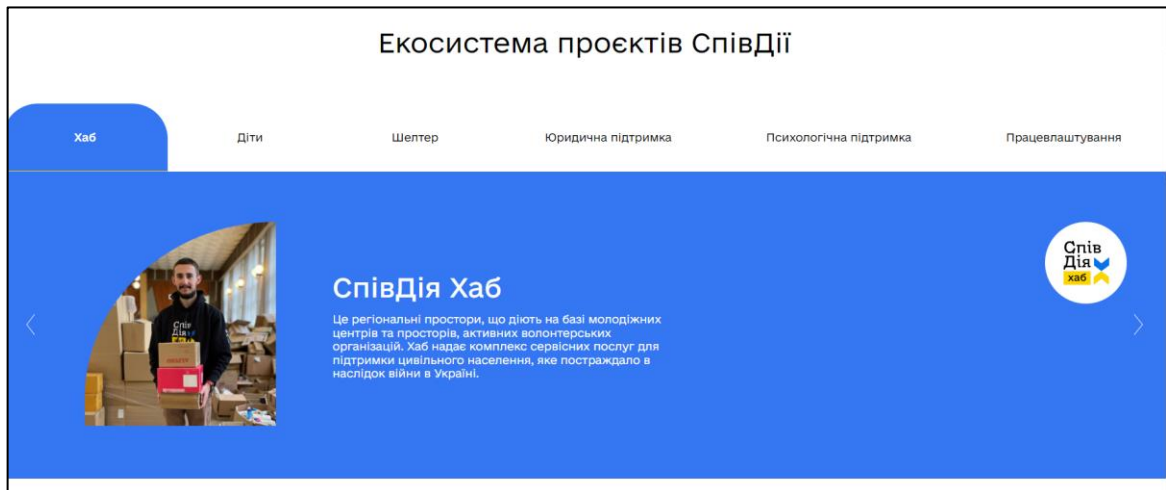 Екосистема проєктів СпівДії
Хаб
Діти
Шелтер
Юридична підтримка
Психологічна підтримка
Працевлаштування
Спів
Дія
хаб
СпівДія Хаб
Це регіональні простори, що діють на базі молодіжних
центрів та просторів, активних волонтерських
організацій. Хаб надає комплекс сервісних послуг для
підтримки цивільного населення, яке постраждало в
наслідок війни в Україні.
Спів
Дія